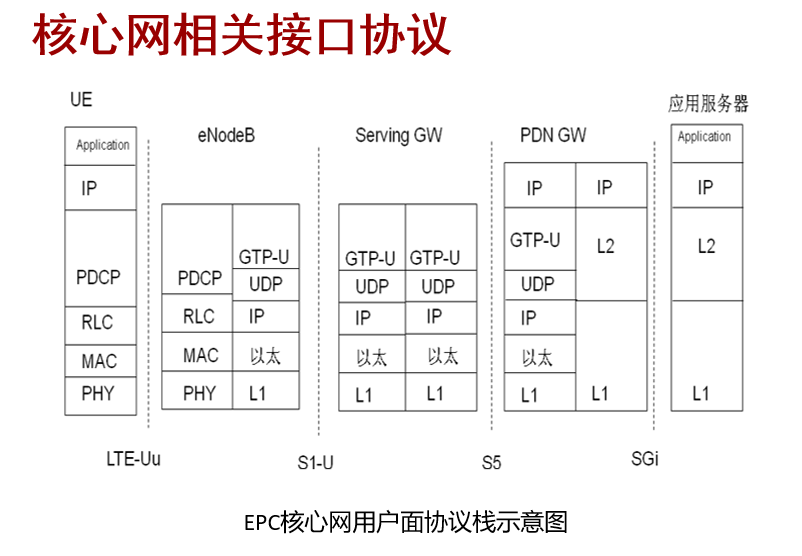 核心网相关接口协议
UE
eNodeB
Serving GW
PDN GW
应用服务器
Application
IP
PDCP
RLC
MAC
PHY
PDCP
RLC
MAC
PHY
GTP-U
UDP
IP
以太
L1
GTP-U
UDP
IP
以太
L1
GTP-U
UDP
IP
以太
L1
IP
GTP-U
UDP
IP
以太
L1
IP
L2
L1
Application
IP
L2
L1
LTE-Uu
S1-U
S5
SGi
EPC核心网用户面协议栈示意图